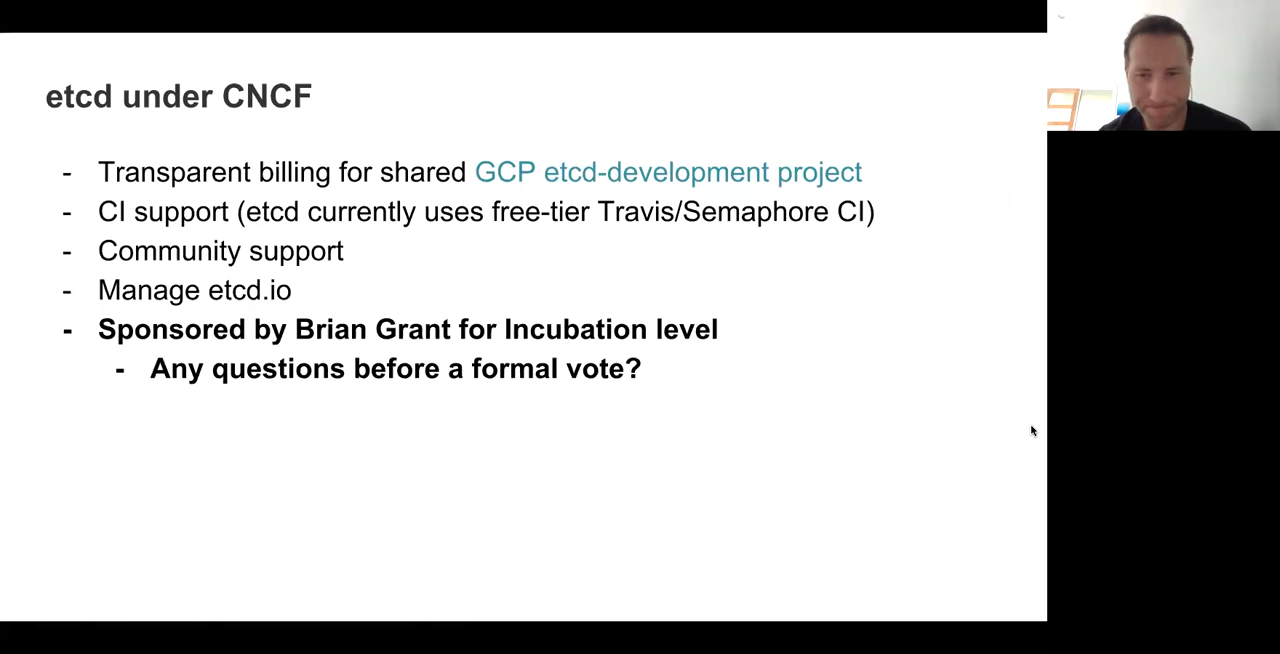 etcd under CNCF
- Transparent billing for shared GCP etcd-development project
- CI support (etcd currently uses free-tier Travis/Semaphore CI)
- Community support
- Manage etcd.io
- Sponsored by Brian Grant for Incubation level
- Any questions before a formal vote?